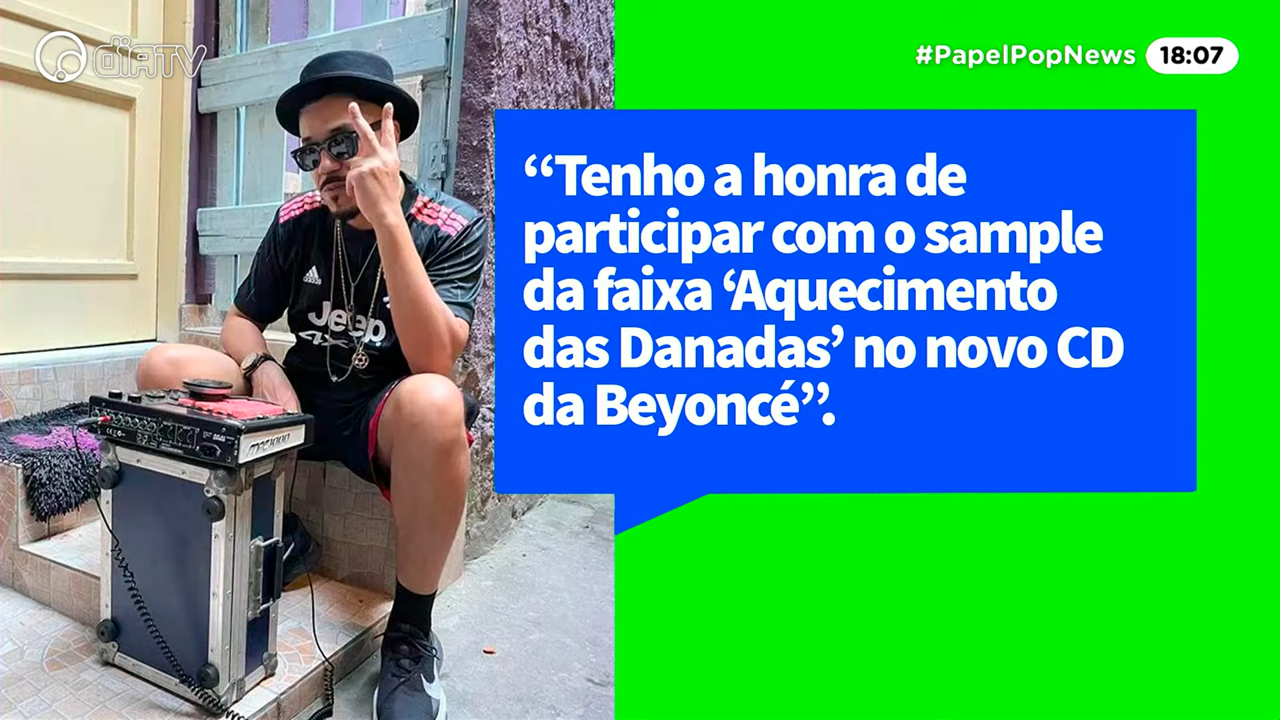 diaTV
#PapelPopNews 18:07
“Tenho a honra de
participar com o sample
da faixa ‘Aquecimento
das Danadas’ no novo CD
da Beyoncé”.
adidas
Jeep
4xe
MPC1000